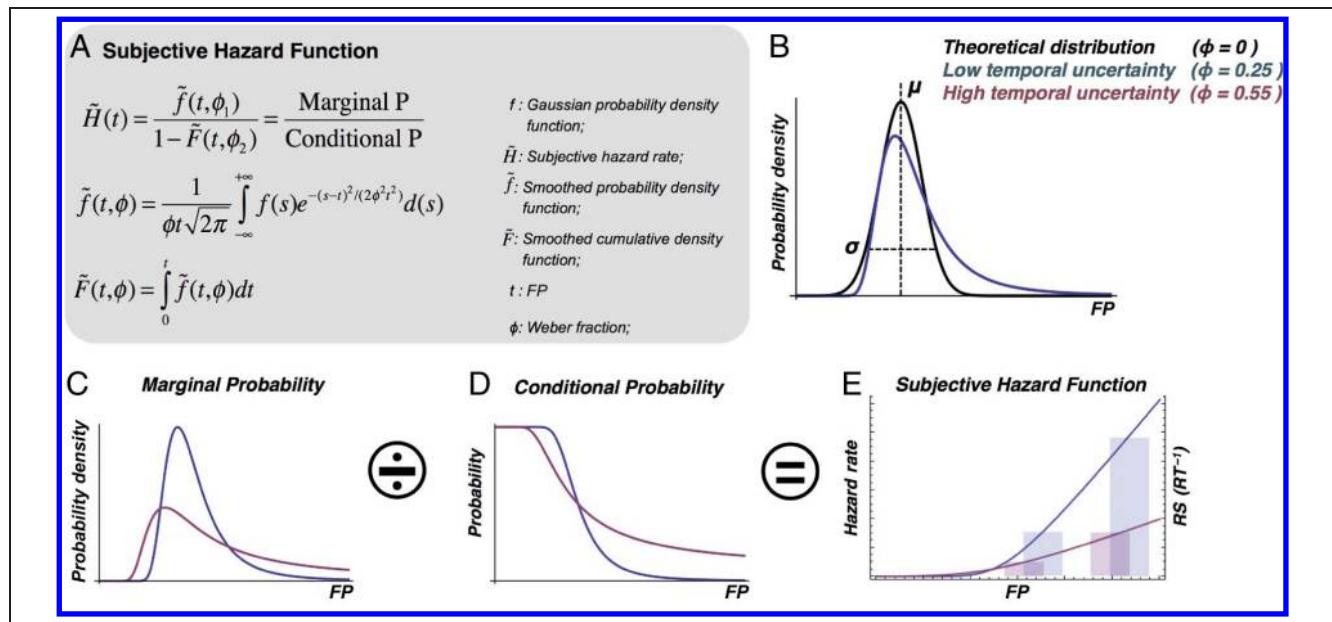 A Subjective Hazard Function
H̃(t) = f̃(t,ϕ₁) / (1 − F̃(t,ϕ₂)) = Marginal P / Conditional P
f̃(t,ϕ) = 1 / (ϕt√2π) ∫₋∞⁺∞ f(s)e^(−(s−t)²/(2ϕ²t²)) d(s)
F̃(t,ϕ) = ∫₀ᵗ f̃(t,ϕ)dt
f : Gaussian probability density
function;
H̃ : Subjective hazard rate;
f̃ : Smoothed probability density
function;
F̃ : Smoothed cumulative density
function;
t : FP
ϕ: Weber fraction;
B
Theoretical distribution (ϕ = 0 )
Low temporal uncertainty (ϕ = 0.25 )
High temporal uncertainty (ϕ = 0.55 )
μ
σ
Probability density
FP
C Marginal Probability
Probability density
FP
÷
D Conditional Probability
Probability
FP
=
E Subjective Hazard Function
Hazard rate
RS (RT⁻¹)
FP